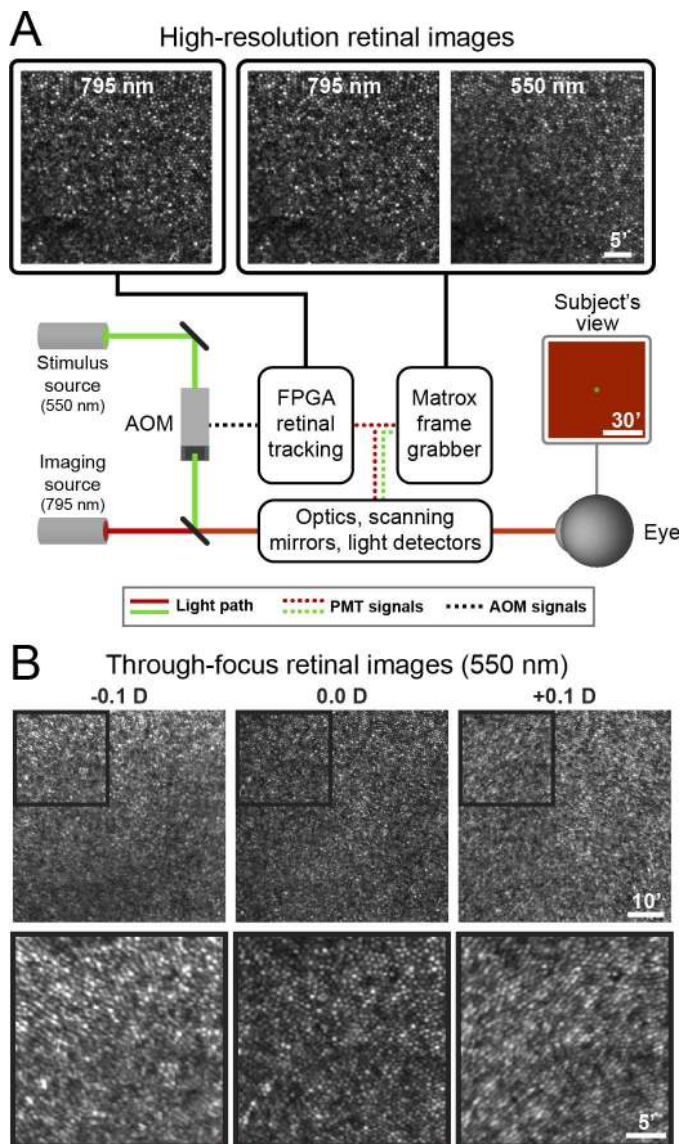 A
High-resolution retinal images
795 nm
795 nm
550 nm
5'
Stimulus
source
(550 nm)
AOM
Imaging
source
(795 nm)
FPGA
retinal
tracking
Matrox
frame
grabber
Optics, scanning
mirrors, light detectors
Subject's
view
30'
Eye
Light path
PMT signals
AOM signals
B
Through-focus retinal images (550 nm)
-0.1 D
0.0 D
+0.1 D
10'
5'